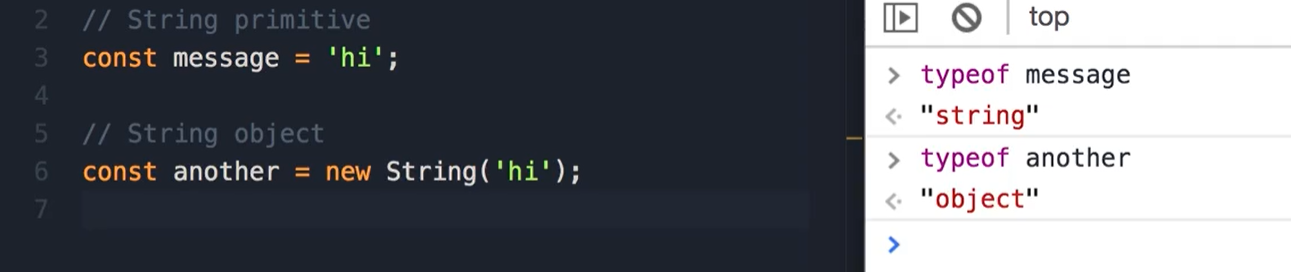 2 // String primitive
3 const message = 'hi';
4
5 // String object
6 const another = new String('hi');
7
top
> typeof message
<· "string"
> typeof another
<· "object"
>